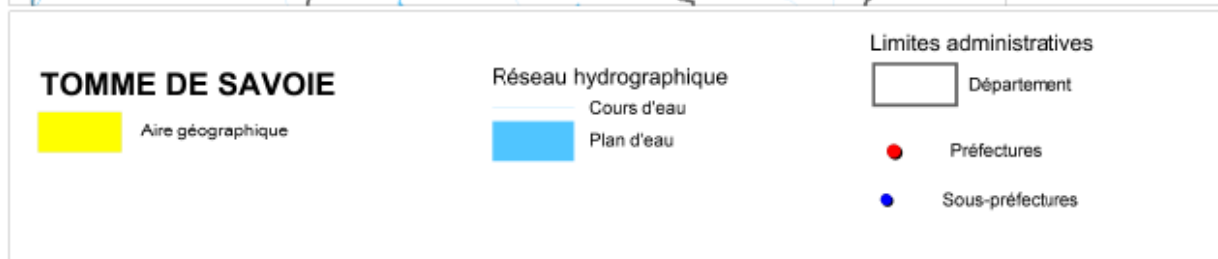 TOMME DE SAVOIE
Aire géographique
Réseau hydrographique
Cours d'eau
Plan d'eau
Limites administratives
Département
Préfectures
Sous-préfectures